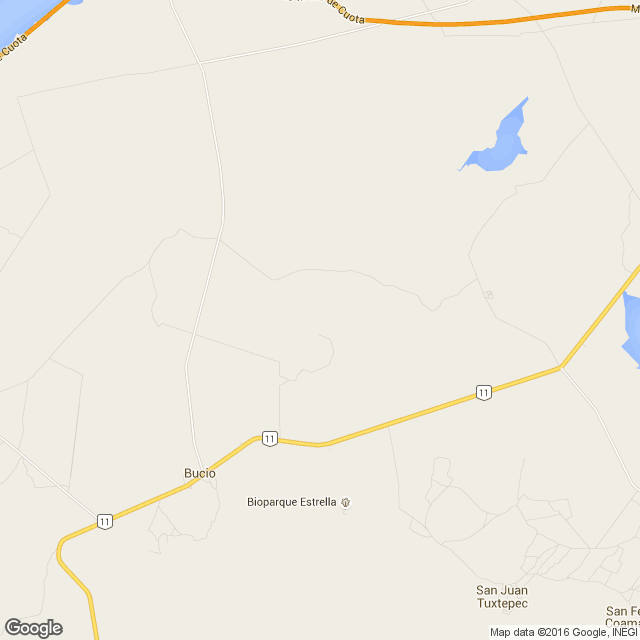 de Cuota
M
e Cuota
11
11
Bucio
Bioparque Estrella
11
San Juan
Tuxtepec
San Fe
Coama
Google
Map data ©2016 Google, INEGI